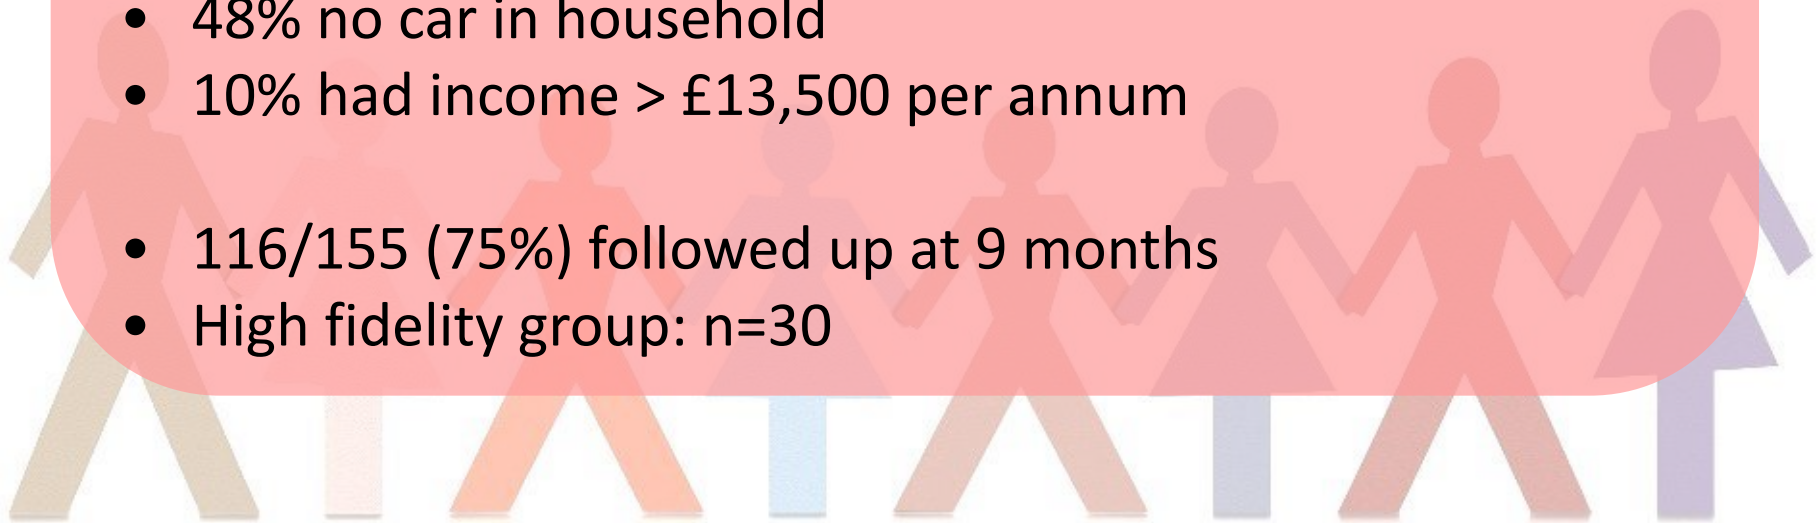 • 48% no car in household
• 10% had income > £13,500 per annum
• 116/155 (75%) followed up at 9 months
• High fidelity group: n=30